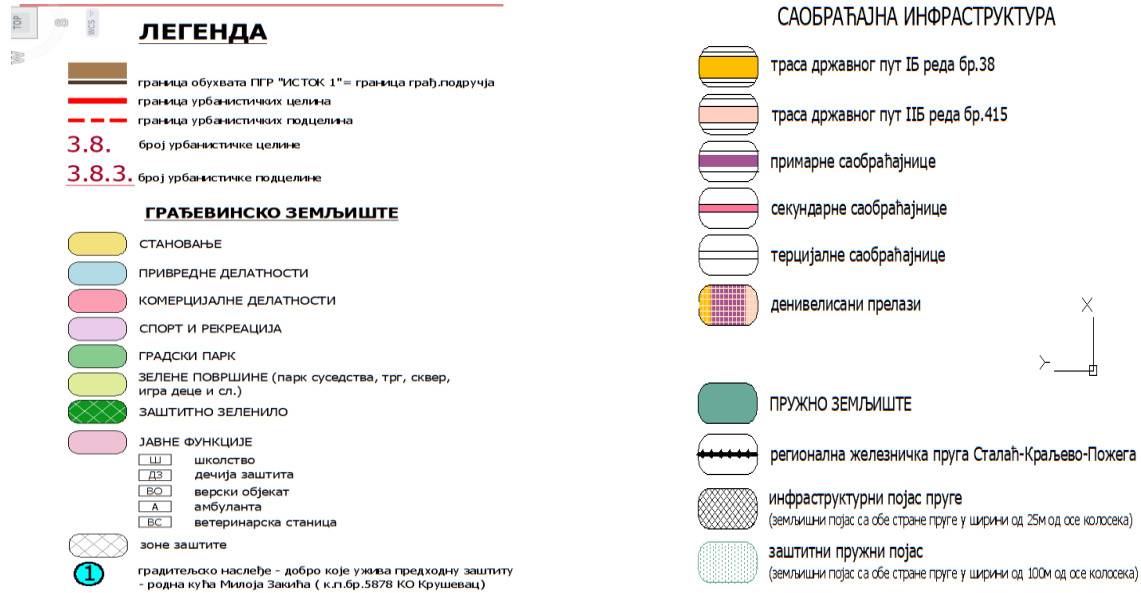 TOP
S
WCS
W
ЛЕГЕНДА
граница обухвата ПГР "ИСТОК 1"= граница грађ.подручја
граница урбанистичких целина
граница урбанистичких подцелина
3.8. број урбанистичке целине
3.8.3. број урбанистичке подцелине
ГРАЂЕВИНСКО ЗЕМЉИШТЕ
СТАНОВАЊЕ
ПРИВРЕДНЕ ДЕЛАТНОСТИ
КОМЕРЦИЈАЛНЕ ДЕЛАТНОСТИ
СПОРТ И РЕКРЕАЦИЈА
ГРАДСКИ ПАРК
ЗЕЛЕНЕ ПОВРШИНЕ (парк суседства, трг, сквер,
игра деце и сл.)
ЗАШТИТНО ЗЕЛЕНИЛО
ЈАВНЕ ФУНКЦИЈЕ
Ш школство
ДЗ дечија заштита
ВО верски објекат
А амбуланта
ВС ветеринарска станица
зоне заштите
1 градитељско наслеђе - добро које ужива предходну заштиту
- родна кућа Милоја Закића ( к.п.бр.5878 КО Крушевац)
САОБРАЋАЈНА ИНФРАСТРУКТУРА
траса државног пут IБ реда бр.38
траса државног пут IIБ реда бр.415
примарне саобраћајнице
секундарне саобраћајнице
терцијалне саобраћајнице
денивелисани прелази
X
Y
ПРУЖНО ЗЕМЉИШТЕ
регионална железничка пруга Сталаћ-Краљево-Пожега
инфраструктурни појас пруге
(земљишни појас са обе стране пруге у ширини од 25м од осе колосека)
заштитни пружни појас
(земљишни појас са обе стране пруге у ширини од 100м од осе колосека)